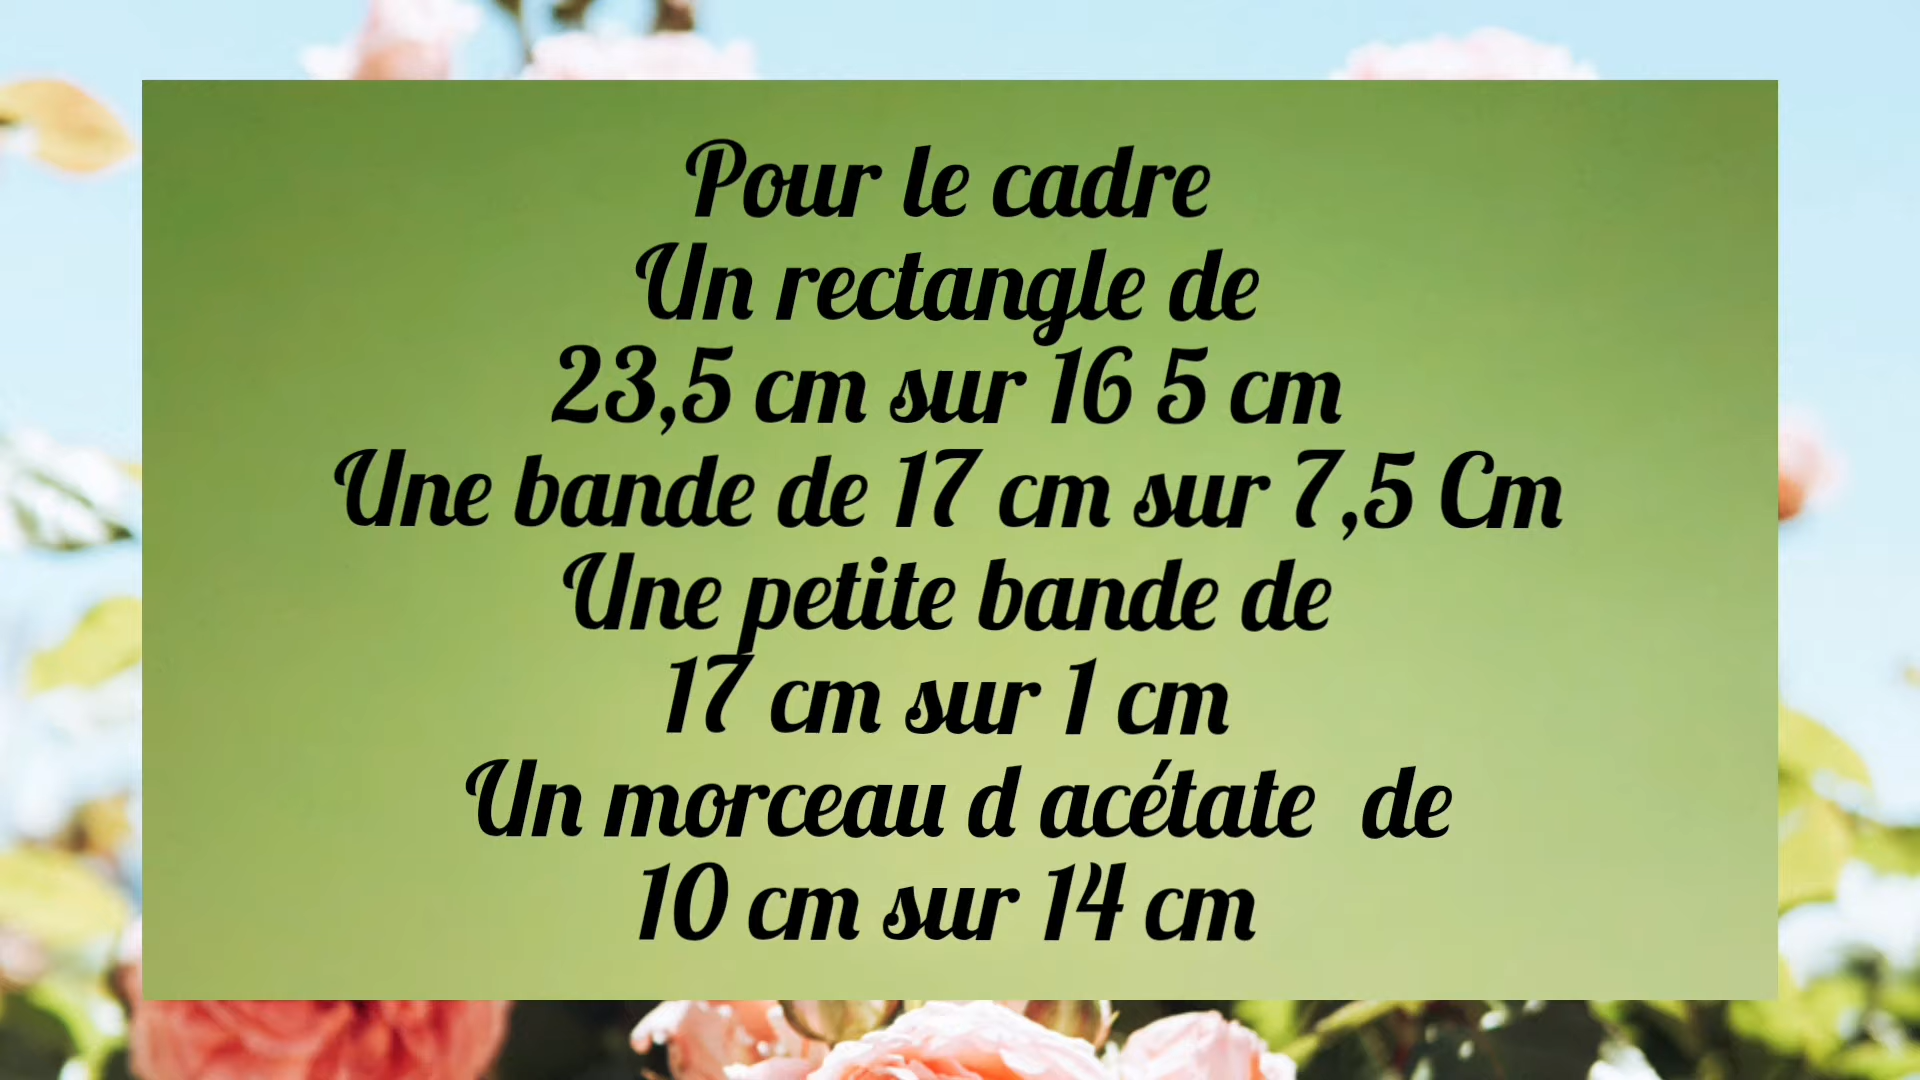 Pour le cadre
Un rectangle de
23,5 cm sur 16 5 cm
Une bande de 17 cm sur 7,5 Cm
Une petite bande de
17 cm sur 1 cm
Un morceau d acétate  de
10 cm sur 14 cm